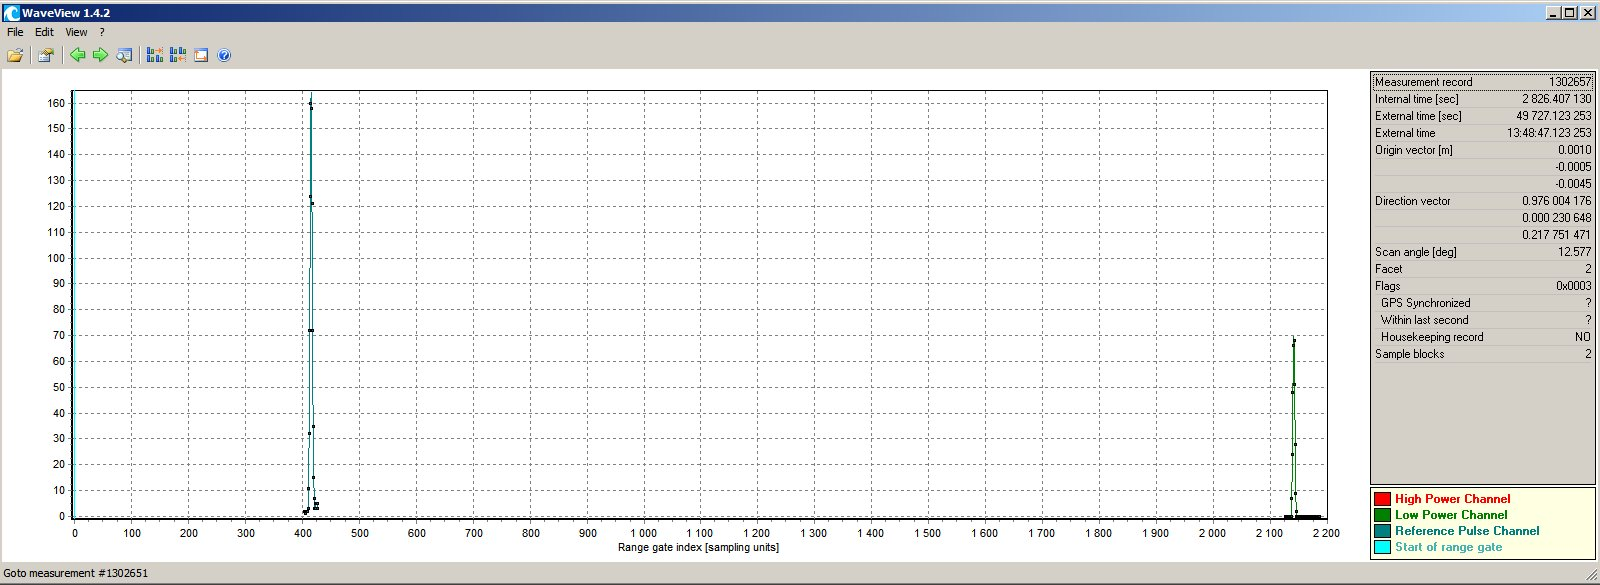 WaveView 1.4.2
File Edit View ?
160
150
140
130
120
110
100
90
80
70
60
50
40
30
20
10
0
0 100 200 300 400 500 600 700 800 900 1 000 1 100 1 200 1 300 1 400 1 500 1 600 1 700 1 800 1 900 2 000 2 100 2 200
Range gate index [sampling units]
Measurement record 1302657
Internal time [sec] 2 826.407 130
External time [sec] 49 727.123 253
External time 13:48:47.123 253
Origin vector [m] 0.0010
-0.0005
-0.0045
Direction vector 0.976 004 176
0.000 230 648
0.217 751 471
Scan angle [deg] 12.577
Facet 2
Flags 0x0003
GPS Synchronized ?
Within last second ?
Housekeeping record NO
Sample blocks 2
High Power Channel
Low Power Channel
Reference Pulse Channel
Start of range gate
Goto measurement #1302651